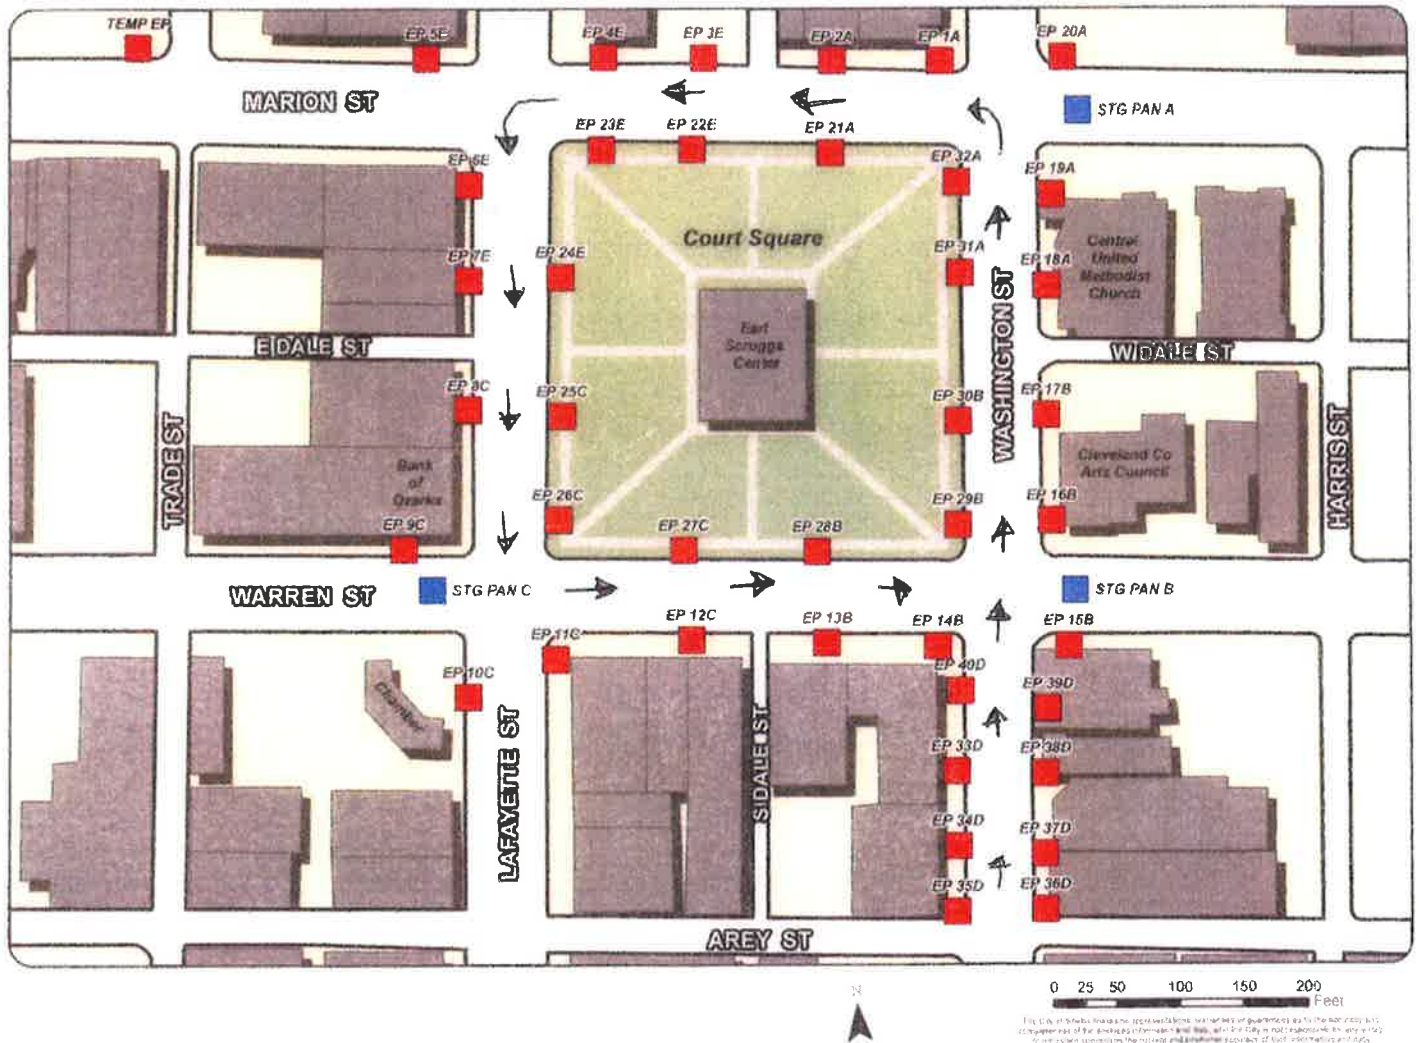 TEMP EP
EP 5E
EP 4E
EP 3E
EP 2A
EP 1A
EP 20A
MARION ST
STG PAN A
EP 23E
EP 22E
EP 21A
EP 6E
EP 32A
EP 19A
Court Square
EP 7E
EP 24E
EP 31A
EP 18A
Central
United
Methodist
Church
WASHINGTON ST
Earl
Scruggs
Center
E DALE ST
W DALE ST
EP 8C
EP 25C
EP 30B
EP 17B
TRADE ST
HARRIS ST
Bank
of
Ozarks
Cleveland Co
Arts Council
EP 26C
EP 29B
EP 16B
EP 9C
EP 27C
EP 28B
WARREN ST
STG PAN C
STG PAN B
EP 11C
EP 12C
EP 13B
EP 14B
EP 15B
EP 10C
EP 40D
EP 39D
Chamber
LAFAYETTE ST
S DALE ST
EP 33D
EP 38D
EP 34D
EP 37D
EP 35D
EP 36D
AREY ST
N
0 25 50 100 150 200
Feet